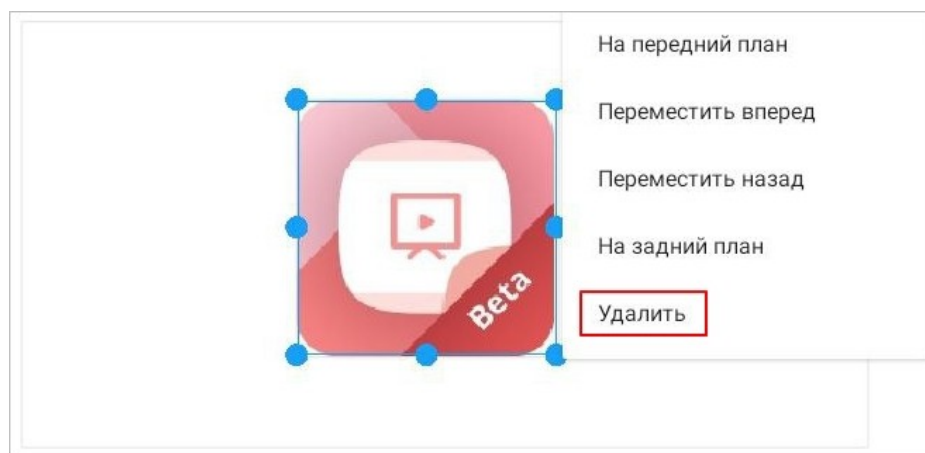 На передний план
Переместить вперед
Переместить назад
На задний план
Удалить
Beta